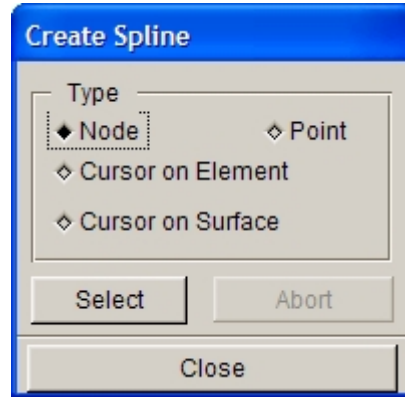 Create Spline
Type
Node Point
Cursor on Element
Cursor on Surface
Select Abort
Close